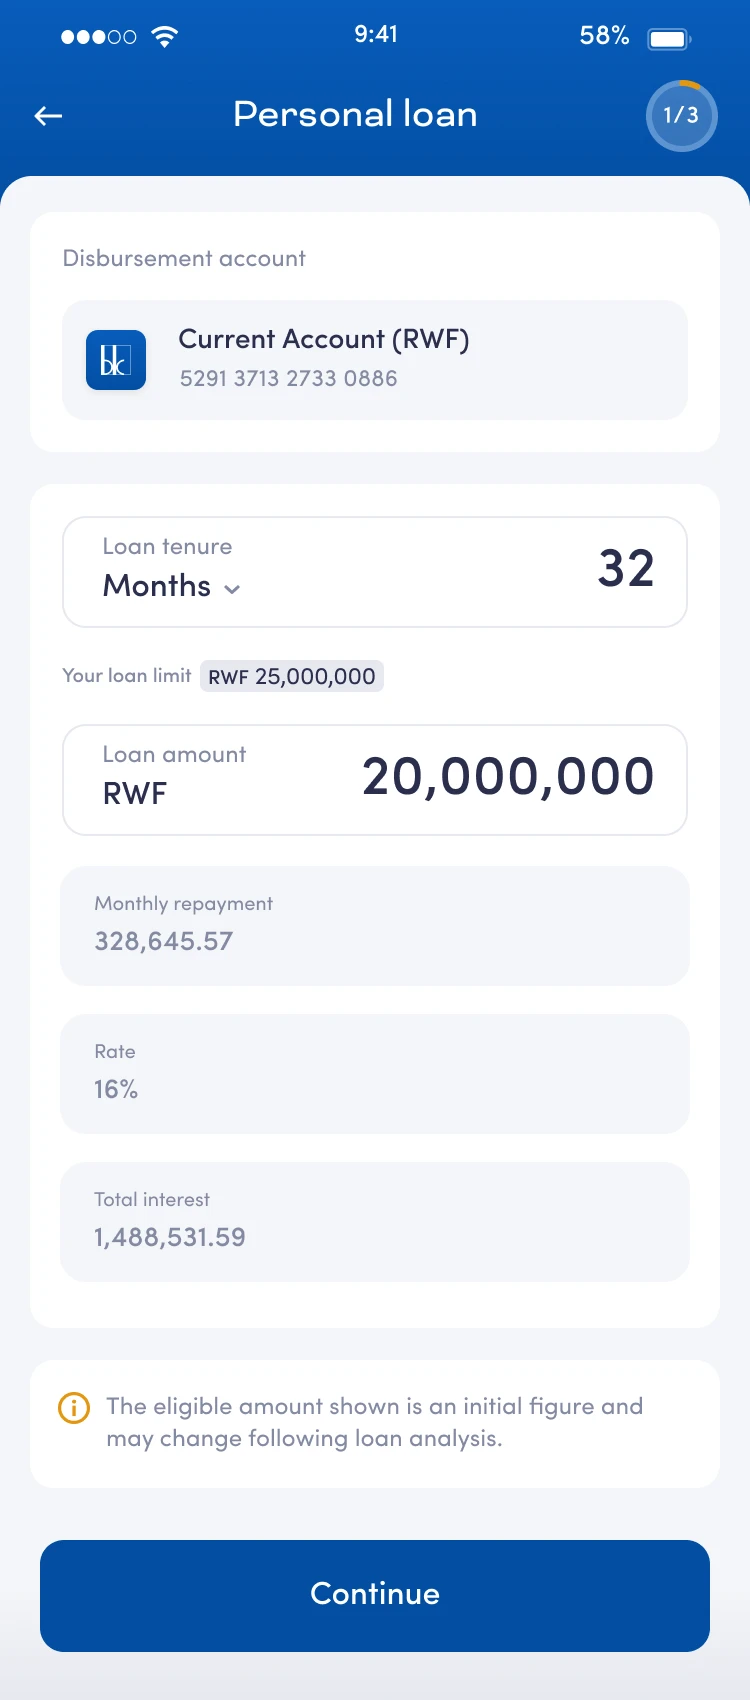 9:41
58%
Personal loan
1/3
Disbursement account
bk
Current Account (RWF)
5291 3713 2733 0886
Loan tenure
Months
32
Your loan limit RWF 25,000,000
Loan amount
RWF
20,000,000
Monthly repayment
328,645.57
Rate
16%
Total interest
1,488,531.59
The eligible amount shown is an initial figure and
may change following loan analysis.
Continue